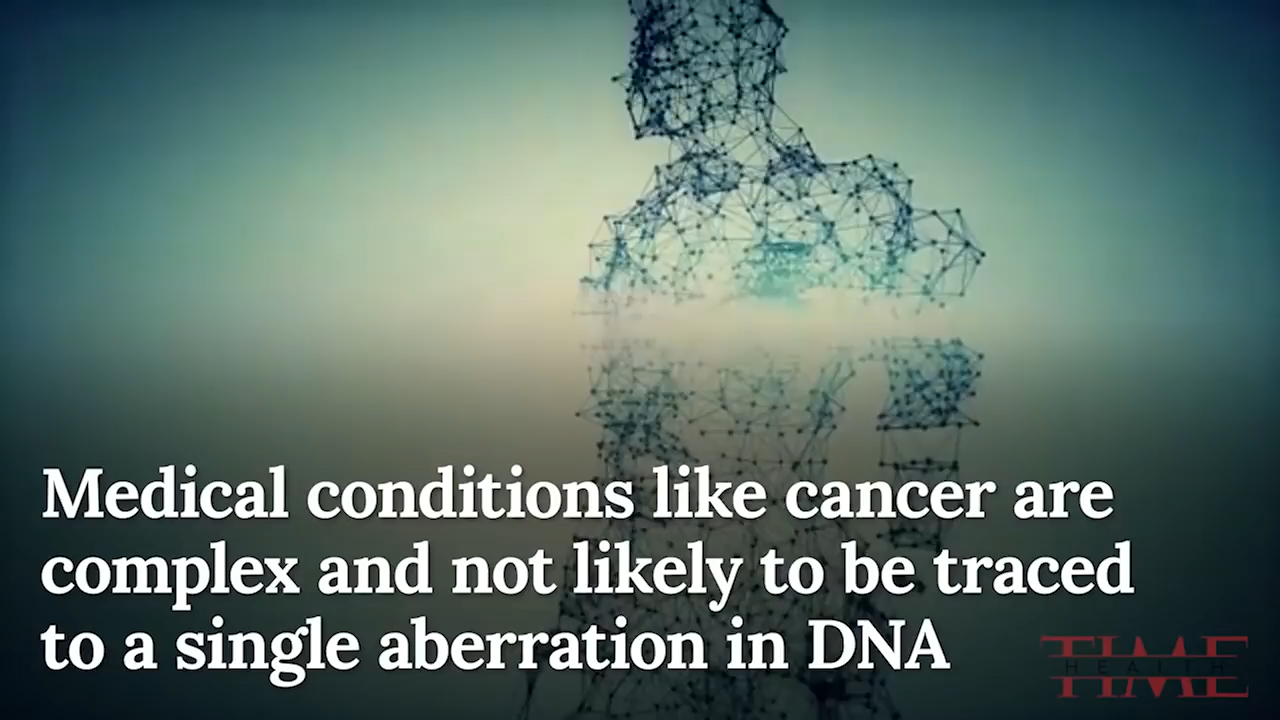 Medical conditions like cancer are
complex and not likely to be traced
to a single aberration in DNA
TIME
HEALTH